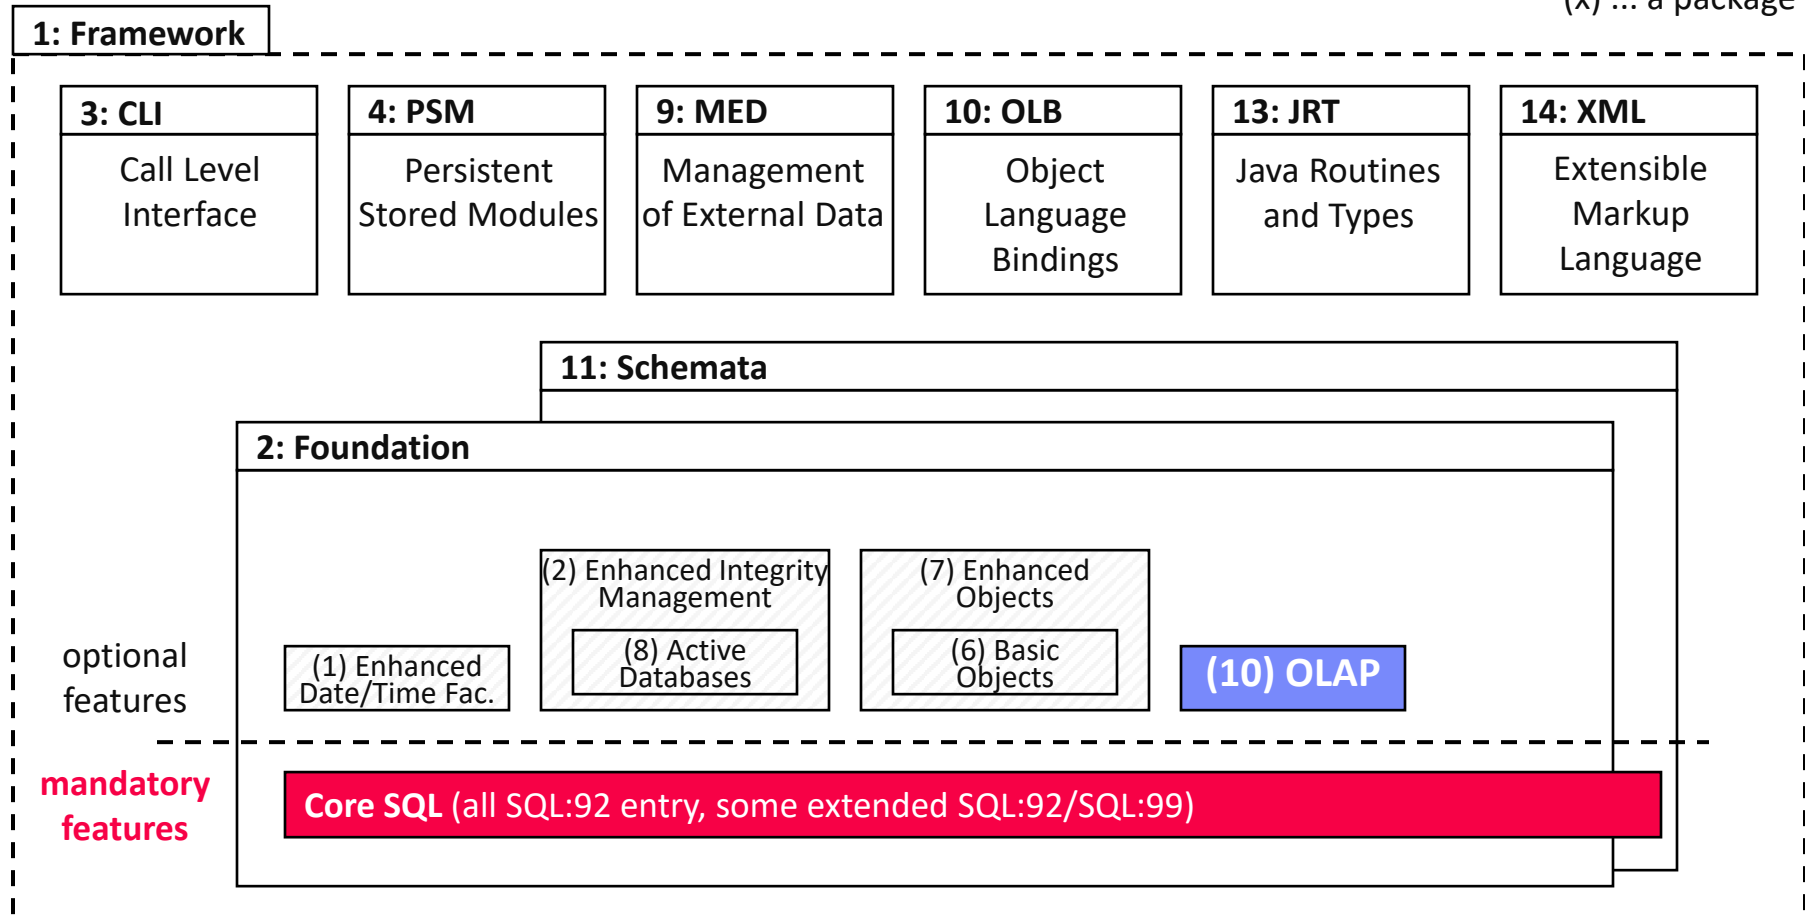 (x) ... a package
1: Framework
3: CLI
Call Level
Interface
4: PSM
Persistent
Stored Modules
9: MED
Management
of External Data
10: OLB
Object
Language
Bindings
13: JRT
Java Routines
and Types
14: XML
Extensible
Markup
Language
11: Schemata
2: Foundation
optional
features
(1) Enhanced
Date/Time Fac.
(2) Enhanced Integrity
Management
(8) Active
Databases
(7) Enhanced
Objects
(6) Basic
Objects
(10) OLAP
mandatory
features
Core SQL (all SQL:92 entry, some extended SQL:92/SQL:99)